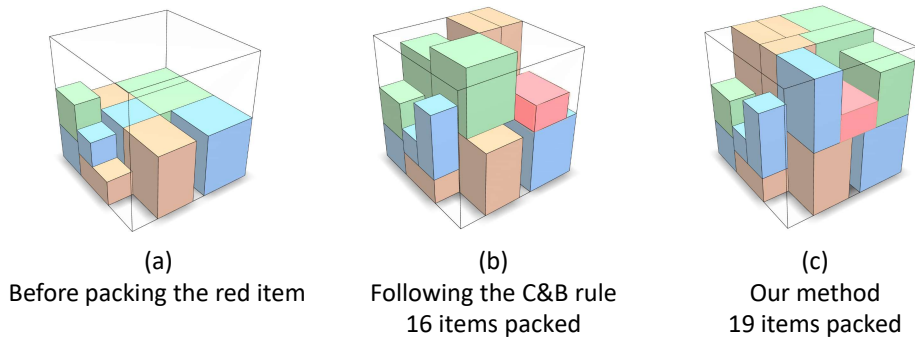 (a)
Before packing the red item
(b)
Following the C&B rule
16 items packed
(c)
Our method
19 items packed